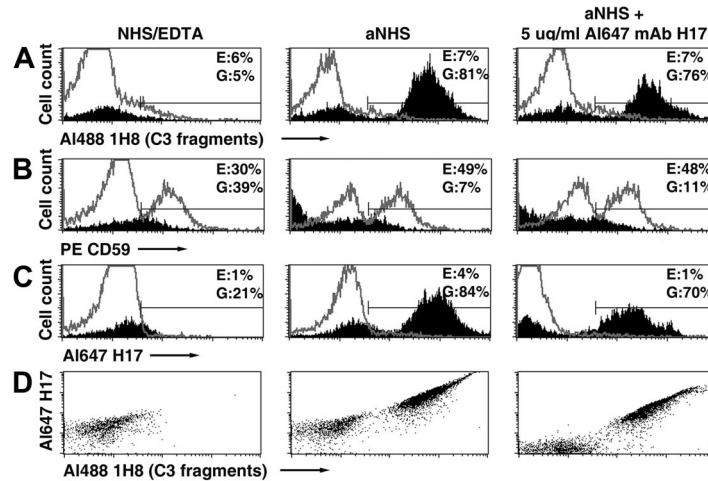 aNHS +
NHS/EDTA aNHS 5 ug/ml Al647 mAb H17
A
Cell count
E:6%
G:5%
E:7%
G:81%
E:7%
G:76%
Al488 1H8 (C3 fragments)
B
Cell count
E:30%
G:39%
E:49%
G:7%
E:48%
G:11%
PE CD59
C
Cell count
E:1%
G:21%
E:4%
G:84%
E:1%
G:70%
Al647 H17
D
Al647 H17
Al488 1H8 (C3 fragments)